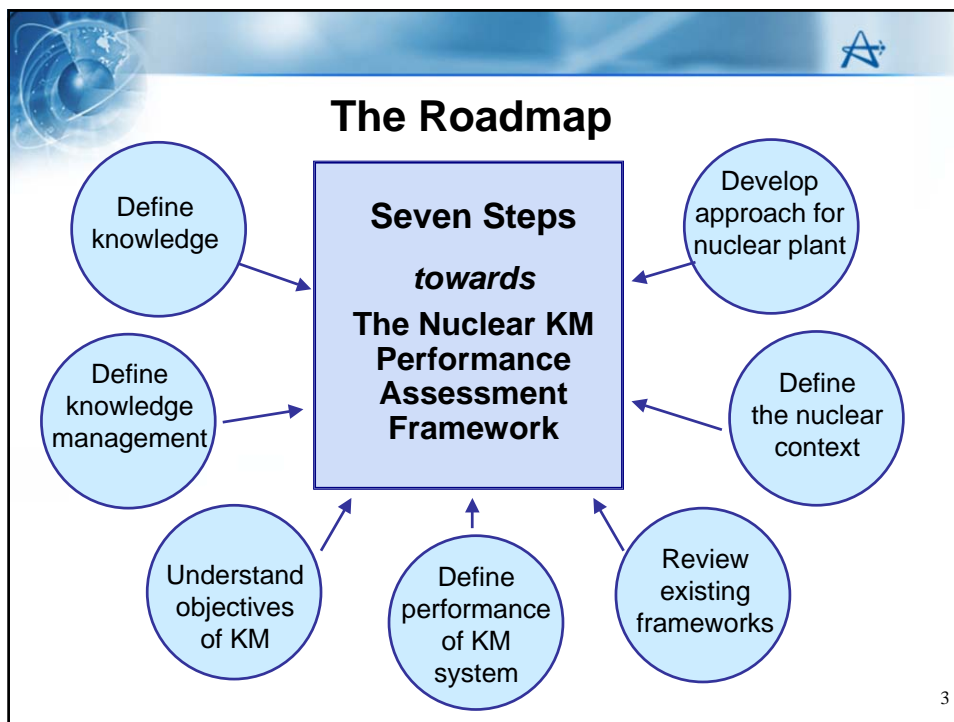 The Roadmap
Define
knowledge
Define
knowledge
management
Understand
objectives
of KM
Define
performance
of KM
system
Review
existing
frameworks
Define
the nuclear
context
Develop
approach for
nuclear plant
Seven Steps
towards
The Nuclear KM
Performance
Assessment
Framework
3